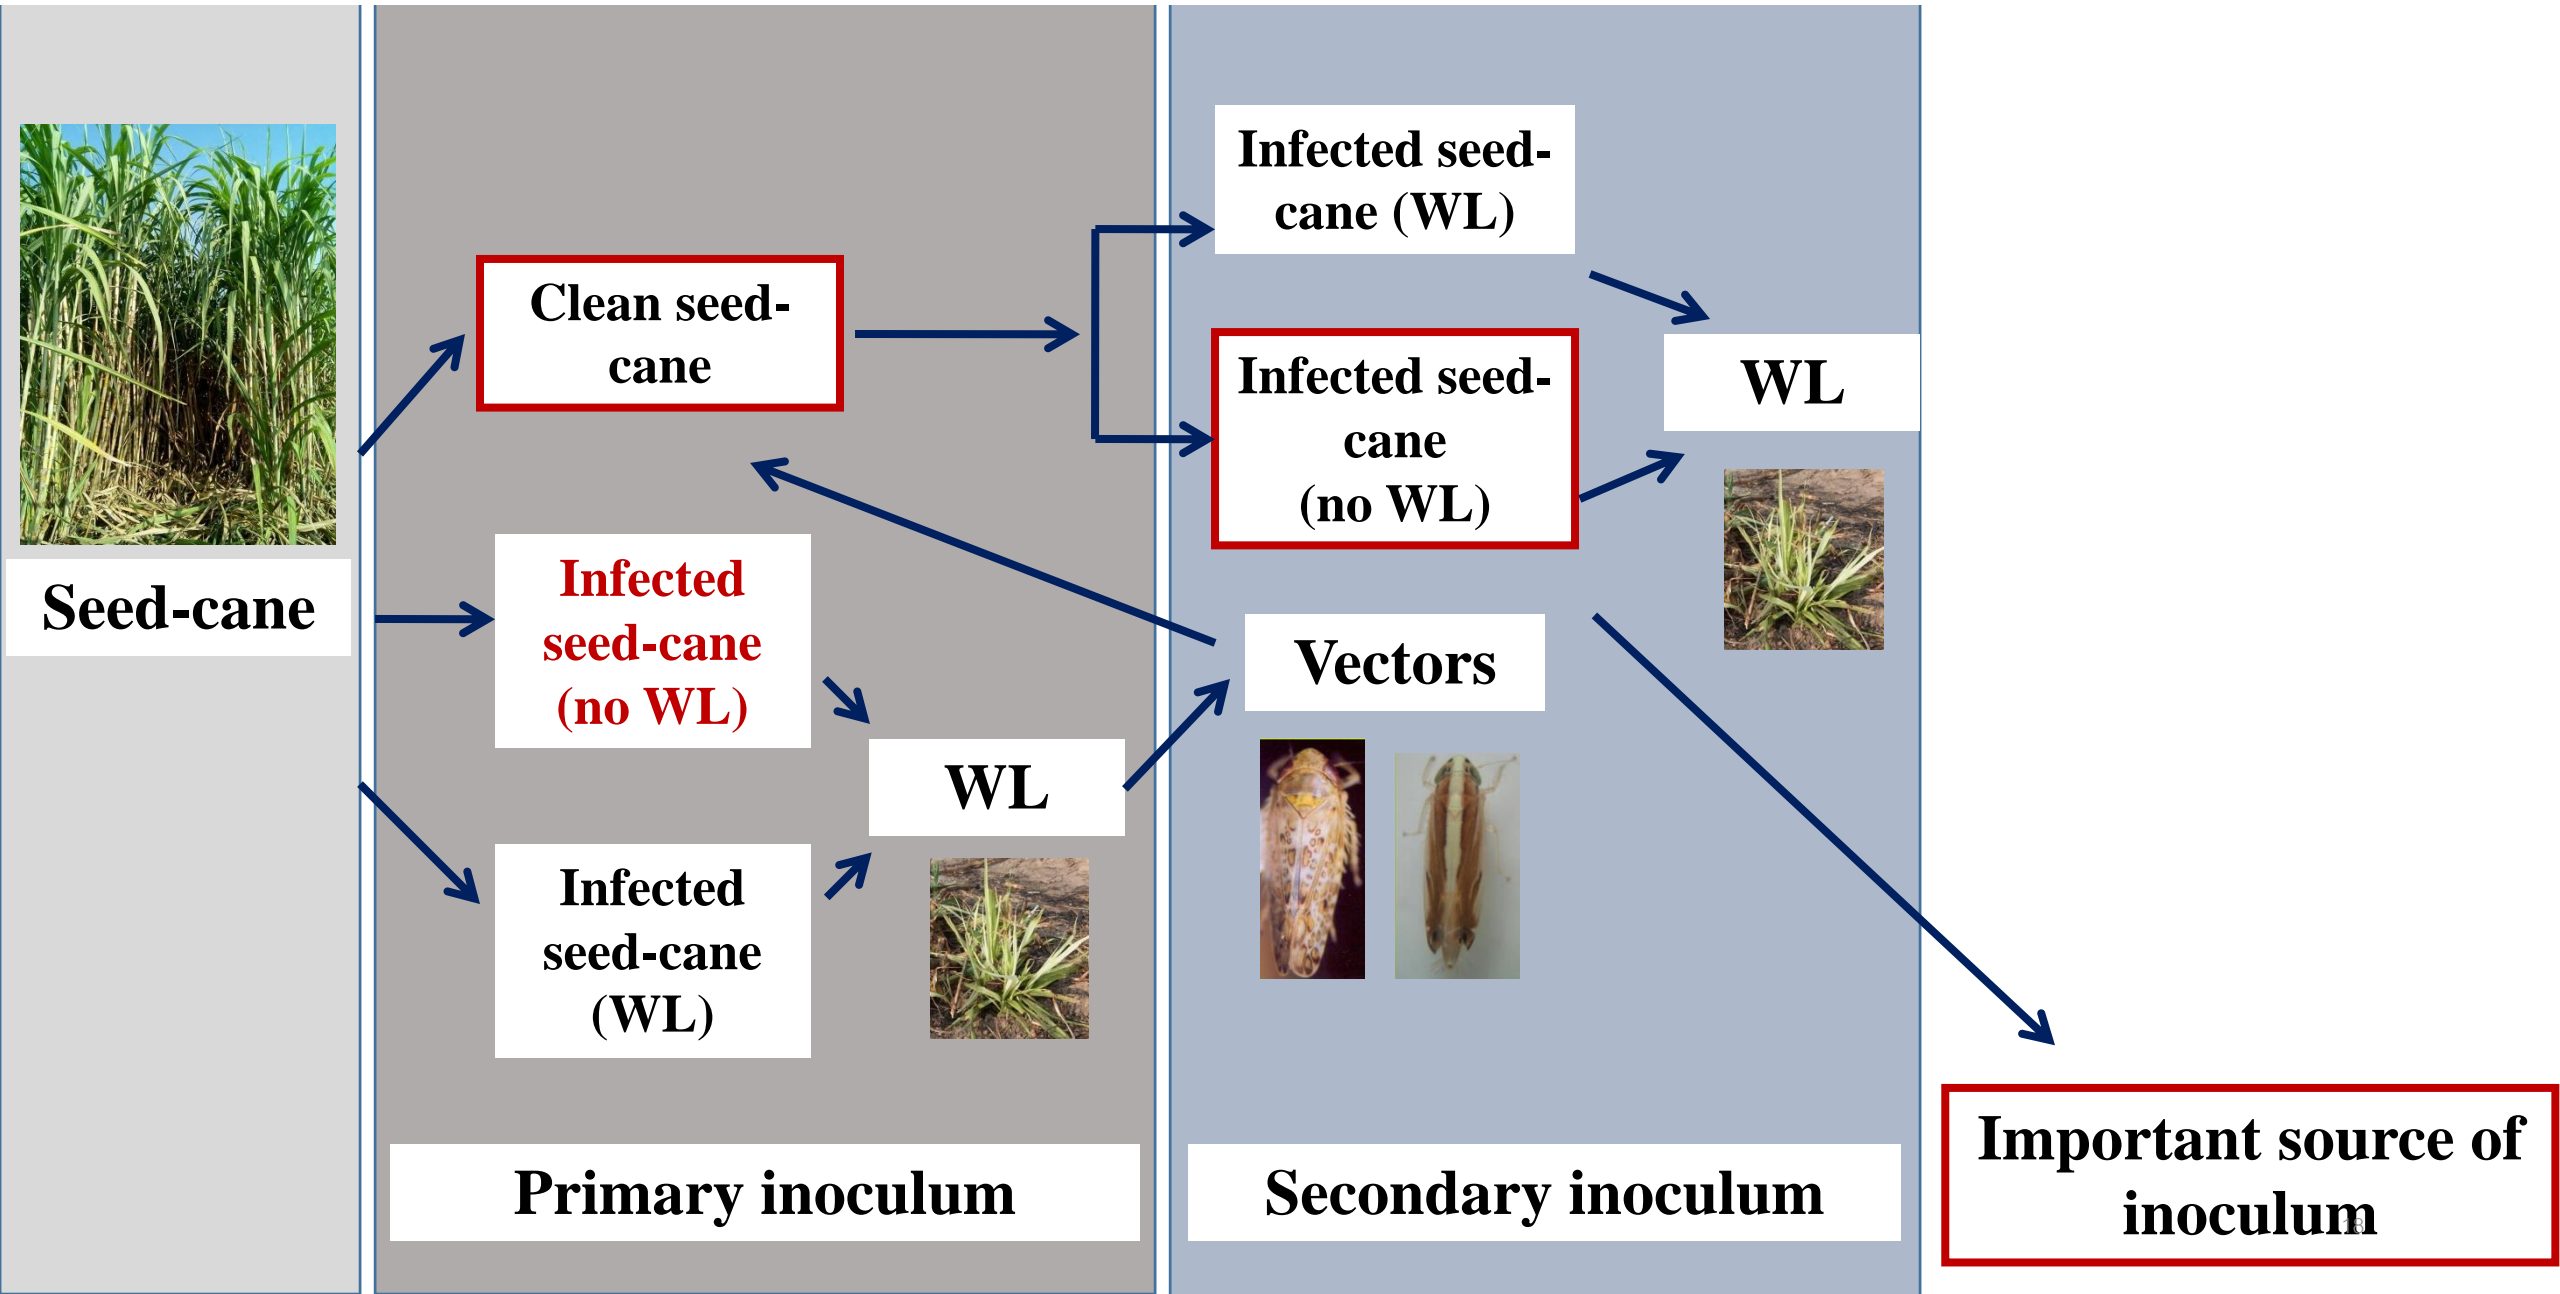 Seed-cane
Clean seed-
cane
Infected
seed-cane
(no WL)
Infected
seed-cane
(WL)
WL
Primary inoculum
Infected seed-
cane (WL)
Infected seed-
cane
(no WL)
WL
Vectors
Secondary inoculum
Important source of
inoculum
18